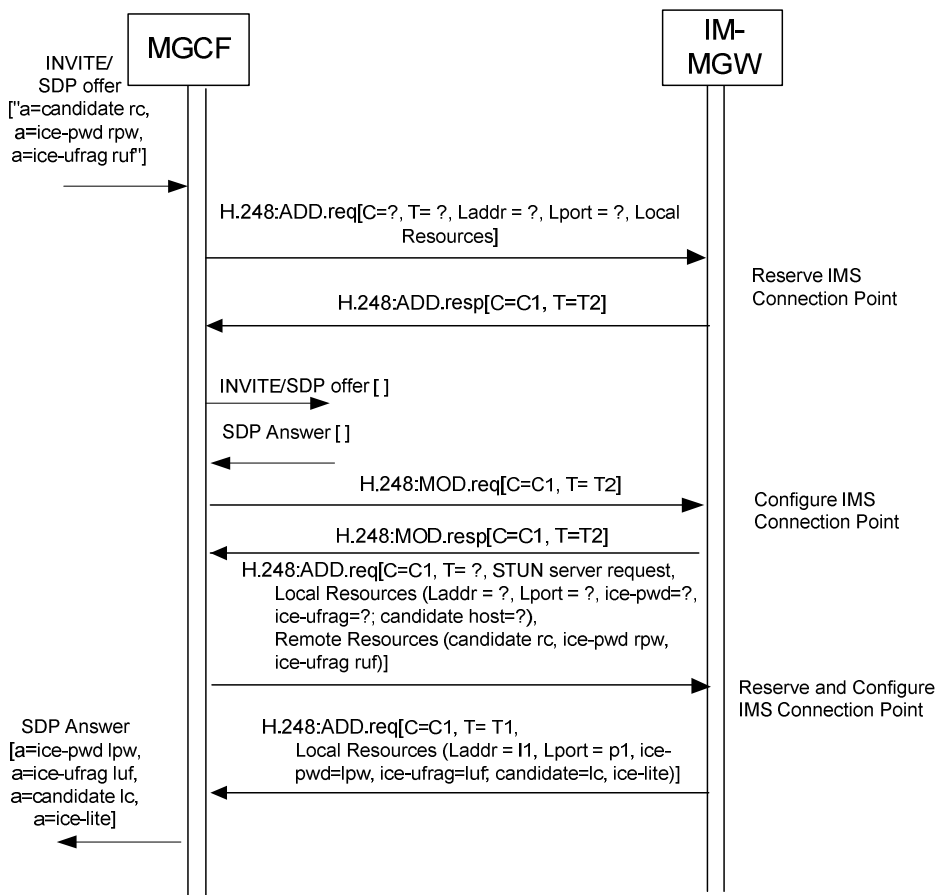 MGCF
IM-
MGW
INVITE/
SDP offer
["a=candidate rc,
a=ice-pwd rpw,
a=ice-ufrag ruf"]
H.248:ADD.req[C=?, T= ?, Laddr = ?, Lport = ?, Local
Resources]
Reserve IMS
Connection Point
H.248:ADD.resp[C=C1, T=T2]
INVITE/SDP offer [ ]
SDP Answer [ ]
H.248:MOD.req[C=C1, T= T2]
Configure IMS
Connection Point
H.248:MOD.resp[C=C1, T=T2]
H.248:ADD.req[C=C1, T= ?, STUN server request,
Local Resources (Laddr = ?, Lport = ?, ice-pwd=?,
ice-ufrag=?; candidate host=?),
Remote Resources (candidate rc, ice-pwd rpw,
ice-ufrag ruf)]
Reserve and Configure
IMS Connection Point
SDP Answer
[a=ice-pwd lpw,
a=ice-ufrag luf,
a=candidate lc,
a=ice-lite]
H.248:ADD.req[C=C1, T= T1,
Local Resources (Laddr = l1, Lport = p1, ice-
pwd=lpw, ice-ufrag=luf; candidate=lc, ice-lite)]